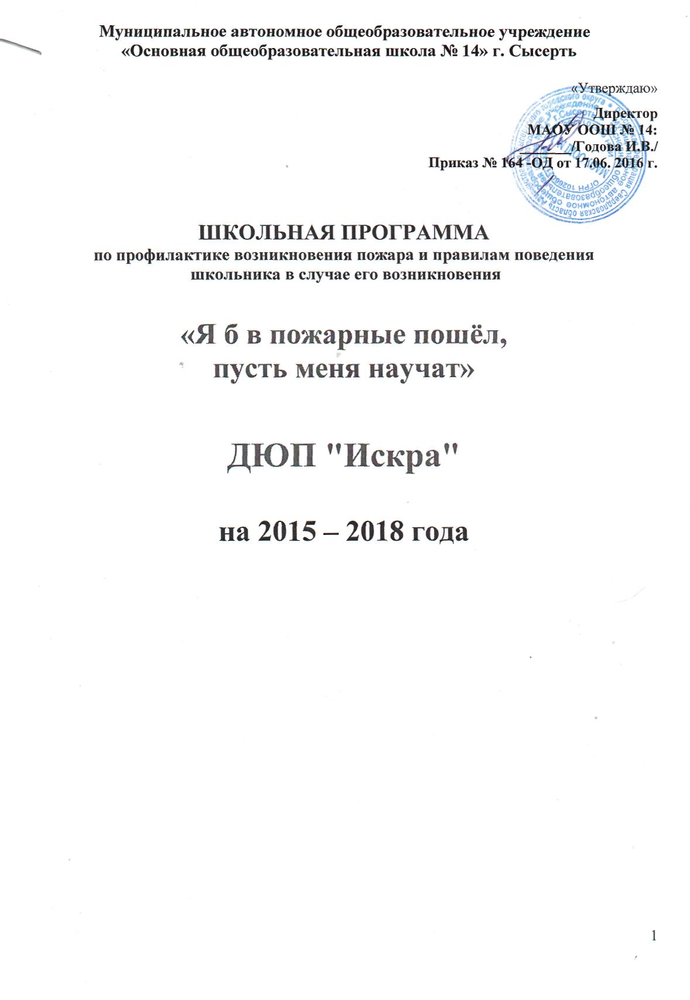 Муниципальное автономное общеобразовательное учреждение
«Основная общеобразовательная школа № 14» г. Сысерть
«Утверждаю»
Директор
МАОУ ООШ № 14:
_______/Годова И.В./
Приказ № 164 -ОД от 17.06. 2016 г.
ШКОЛЬНАЯ ПРОГРАММА
по профилактике возникновения пожара и правилам поведения
школьника в случае его возникновения
«Я б в пожарные пошёл,
пусть меня научат»
ДЮП "Искра"
на 2015 – 2018 года
1